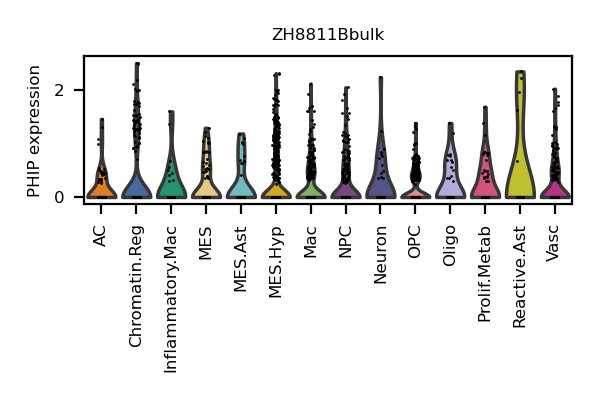 ZH8811Bbulk
PHIP expression
2
0
AC
Chromatin.Reg
Inflammatory.Mac
MES
MES.Ast
MES.Hyp
Mac
NPC
Neuron
OPC
Oligo
Prolif.Metab
Reactive.Ast
Vasc